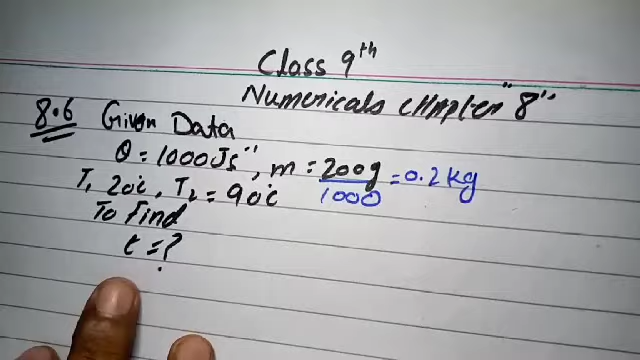 Class 9th
Numericals chapter "8"
8.6 Given Data
Q = 1000Js⁻¹, m = 200g/1000 = 0.2 kg
T₁ 20°c, T₂ = 90°c
To Find
t = ?